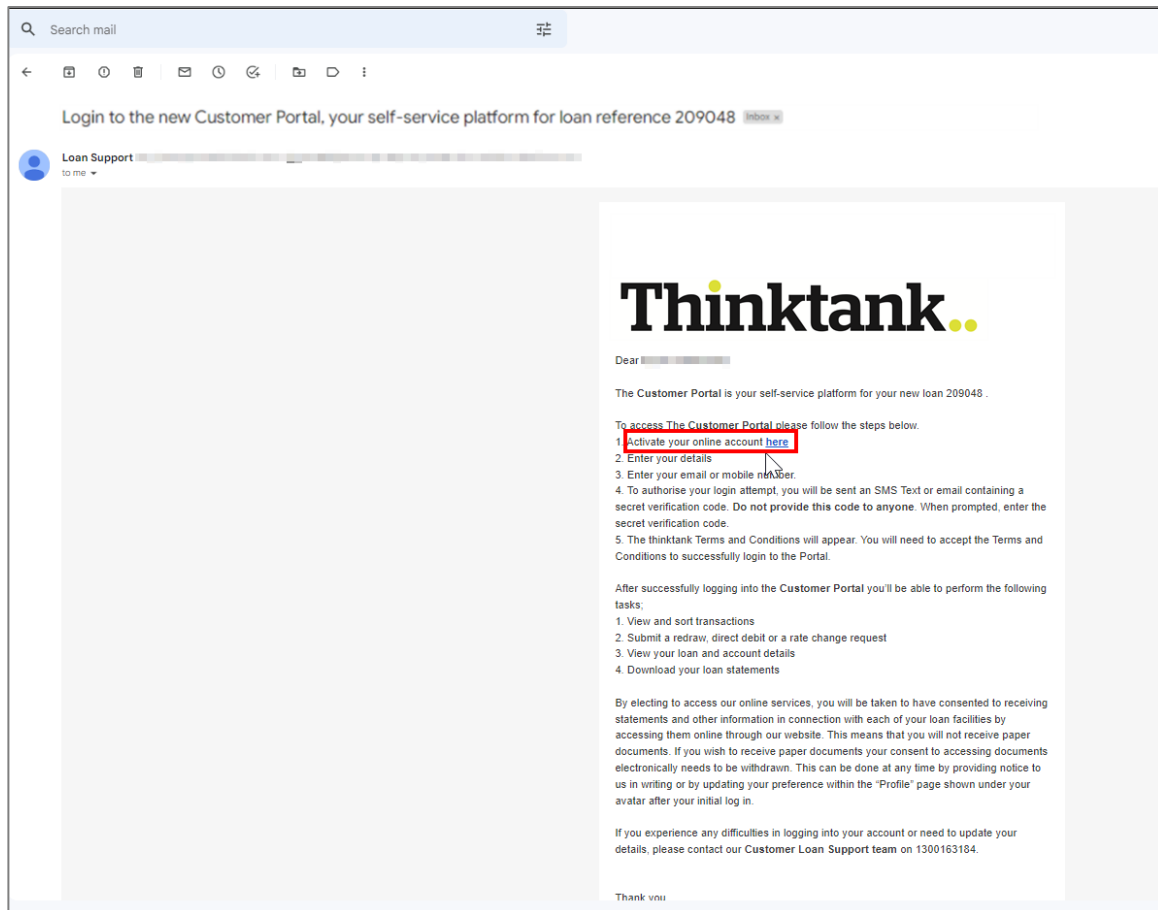 Search mail
Login to the new Customer Portal, your self-service platform for loan reference 209048 Inbox x
Loan Support
to me
Thinktank..
Dear
The Customer Portal is your self-service platform for your new loan 209048 .
To access The Customer Portal please follow the steps below.
1. Activate your online account here
2. Enter your details
3. Enter your email or mobile number.
4. To authorise your login attempt, you will be sent an SMS Text or email containing a
secret verification code. Do not provide this code to anyone. When prompted, enter the
secret verification code.
5. The thinktank Terms and Conditions will appear. You will need to accept the Terms and
Conditions to successfully login to the Portal.
After successfully logging into the Customer Portal you'll be able to perform the following
tasks;
1. View and sort transactions
2. Submit a redraw, direct debit or a rate change request
3. View your loan and account details
4. Download your loan statements
By electing to access our online services, you will be taken to have consented to receiving
statements and other information in connection with each of your loan facilities by
accessing them online through our website. This means that you will not receive paper
documents. If you wish to receive paper documents your consent to accessing documents
electronically needs to be withdrawn. This can be done at any time by providing notice to
us in writing or by updating your preference within the “Profile” page shown under your
avatar after your initial log in.
If you experience any difficulties in logging into your account or need to update your
details, please contact our Customer Loan Support team on 1300163184.
Thank you